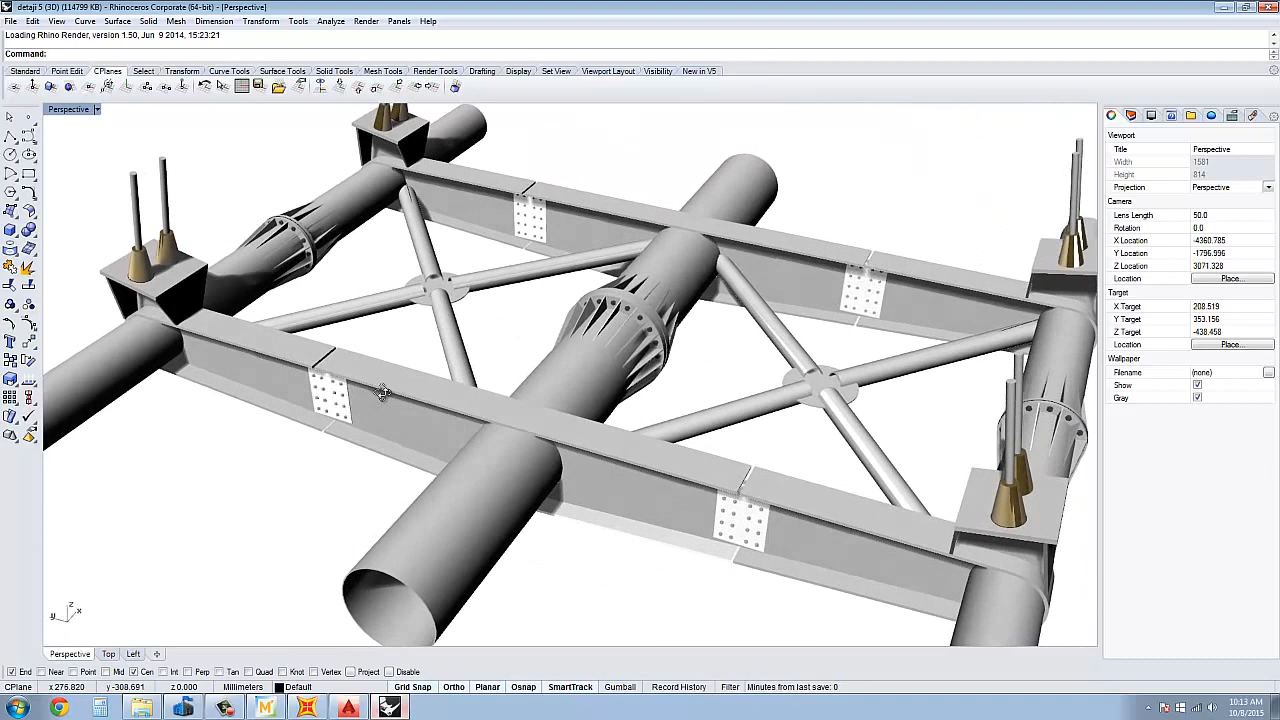 detaji 5 (3D) (114799 KB) - Rhinoceros Corporate (64-bit) - [Perspective]
File Edit View Curve Surface Solid Mesh Dimension Transform Tools Analyze Render Panels Help
Loading Rhino Render, version 1.50, Jun 9 2014, 15:23:21
Command:
Standard Point Edit CPlanes Select Transform Curve Tools Surface Tools Solid Tools Mesh Tools Render Tools Drafting Display Set View Viewport Layout Visibility New in V5
Perspective
Viewport
Title Perspective
Width 1581
Height 814
Projection Perspective
Camera
Lens Length 50.0
Rotation 0.0
X Location -4360.785
Y Location -1796.996
Z Location 3071.328
Location Place...
Target
X Target 208.519
Y Target 353.156
Z Target -438.458
Location Place...
Wallpaper
Filename (none) ...
Show
Gray
z
y x
Perspective Top Left
End Near Point Mid Cen Int Perp Tan Quad Knot Vertex Project Disable
CPlane x 275.820 y -308.691 z 0.000 Millimeters Default Grid Snap Ortho Planar Osnap SmartTrack Gumball Record History Filter Minutes from last save: 0
10:13 AM
10/8/2015